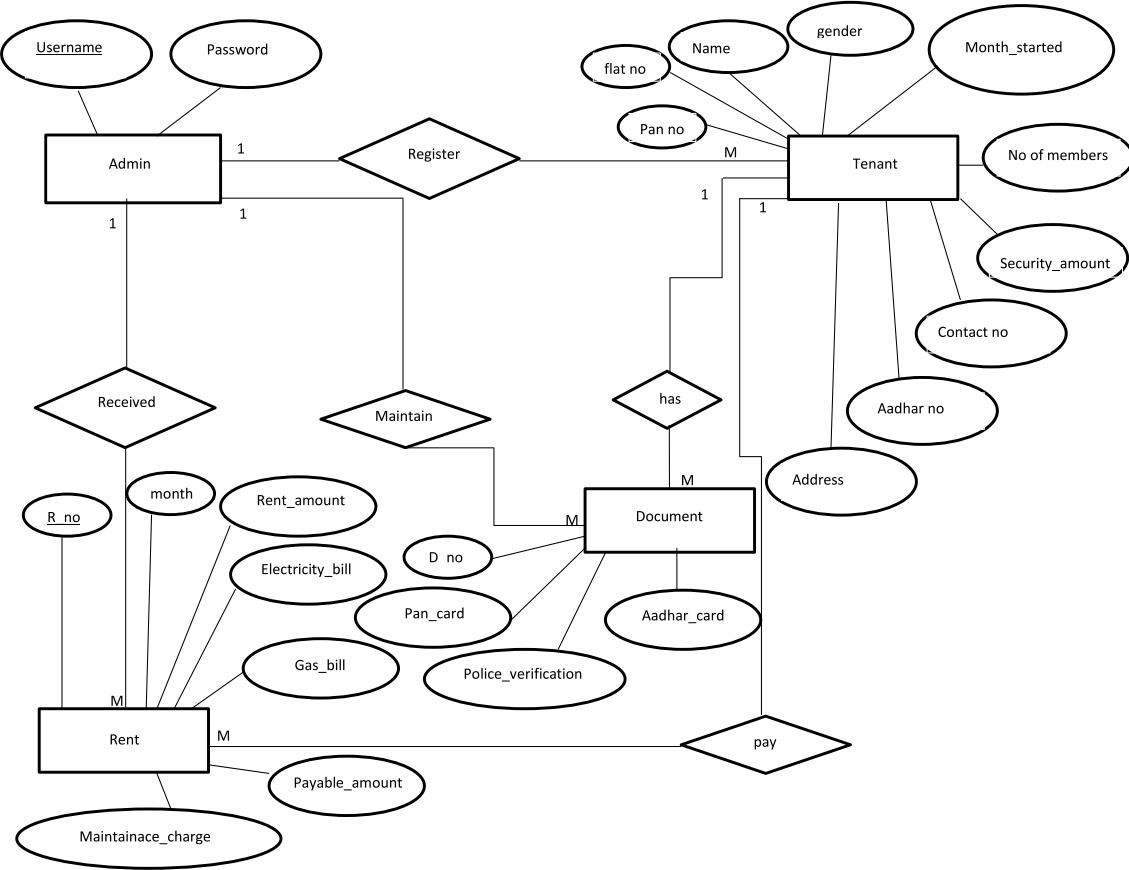 Username
Password
flat no
Name
gender
Month_started
Pan no
Admin
1
Register
M
Tenant
No of members
1
1
1
1
Security_amount
Contact no
Received
Maintain
has
Aadhar no
Address
M
R_no
month
Rent_amount
M
Document
D no
Electricity_bill
Pan_card
Aadhar_card
Gas_bill
Police_verification
M
Rent
M
pay
Payable_amount
Maintainace_charge